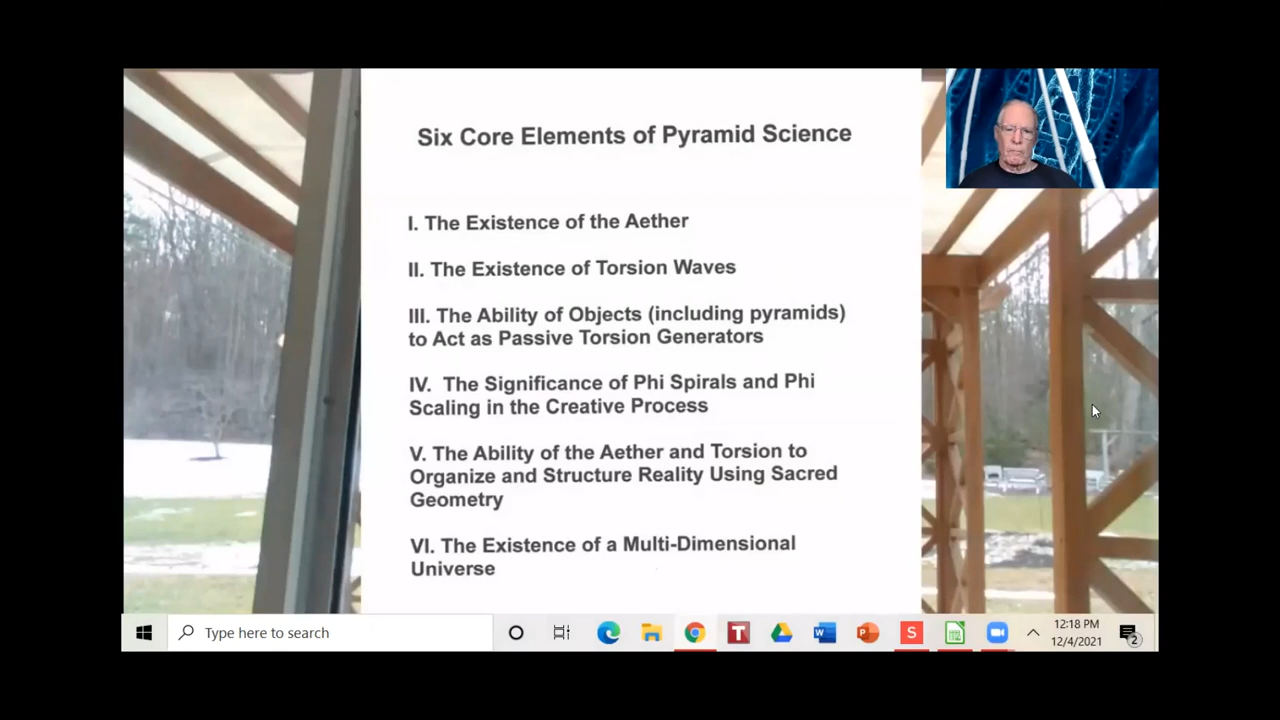 Six Core Elements of Pyramid Science
I. The Existence of the Aether
II. The Existence of Torsion Waves
III. The Ability of Objects (including pyramids)
to Act as Passive Torsion Generators
IV. The Significance of Phi Spirals and Phi
Scaling in the Creative Process
V. The Ability of the Aether and Torsion to
Organize and Structure Reality Using Sacred
Geometry
VI. The Existence of a Multi-Dimensional
Universe
Type here to search
T
W
P
S
12:18 PM
12/4/2021
2